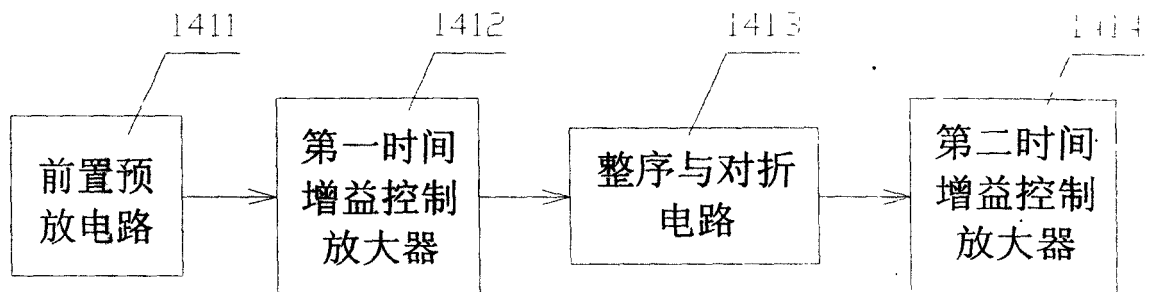 1411
1412
1413
1414
前置预
放电路
第一时间
增益控制
放大器
整序与对折
电路
第二时间
增益控制
放大器